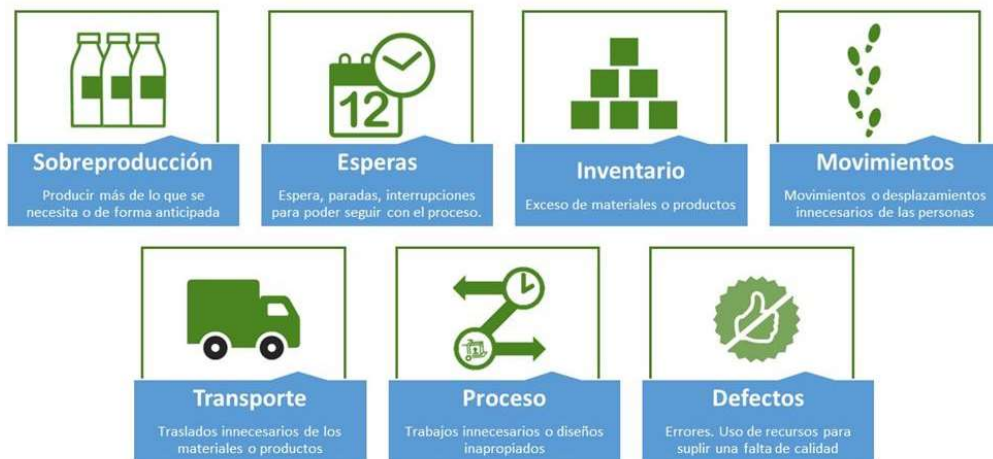 12
Sobreproducción
Producir más de lo que se
necesita o de forma anticipada
Esperas
Espera, paradas, interrupciones
para poder seguir con el proceso.
Inventario
Exceso de materiales o productos
Movimientos
Movimientos o desplazamientos
innecesarios de las personas
Transporte
Traslados innecesarios de los
materiales o productos
Proceso
Trabajos innecesarios o diseños
inapropiados
Defectos
Errores. Uso de recursos para
suplir una falta de calidad